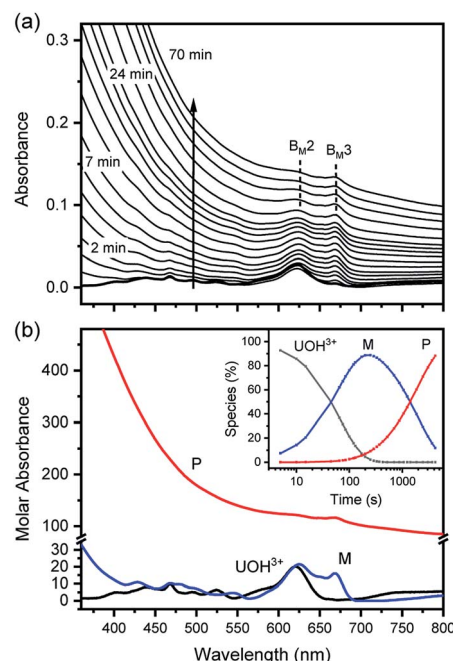 (a)
0.3
0.2
0.1
0.0
Absorbance
70 min
24 min
7 min
2 min
B_M2
B_M3
(b)
400
300
200
100
20
10
0
Molar Absorbance
P
UOH³⁺
M
UOH³⁺ M P
100
80
60
40
20
0
Species (%)
10 100 1000
Time (s)
400 450 500 550 600 650 700 750 800
Wavelength (nm)